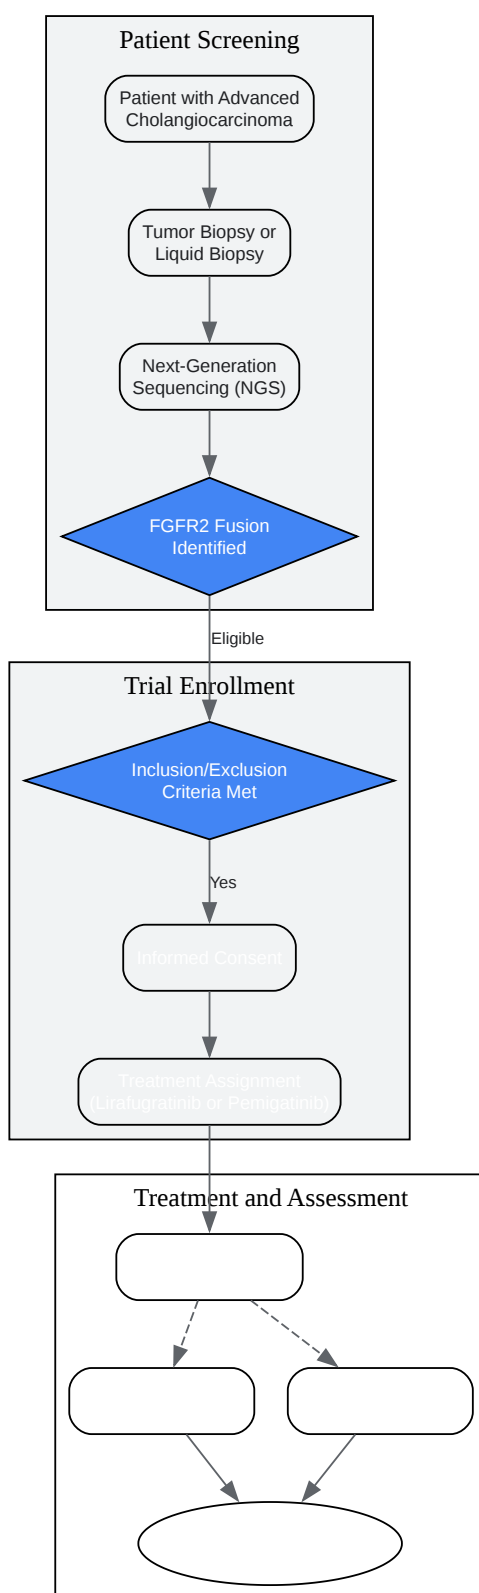 Patient Screening
Patient with Advanced
Cholangiocarcinoma
Tumor Biopsy or
Liquid Biopsy
Next-Generation
Sequencing (NGS)
FGFR2 Fusion
Identified
Eligible
Trial Enrollment
Inclusion/Exclusion
Criteria Met
Yes
Informed Consent
Treatment Assignment
(Lirafugratinib or Pemigatinib)
Treatment and Assessment